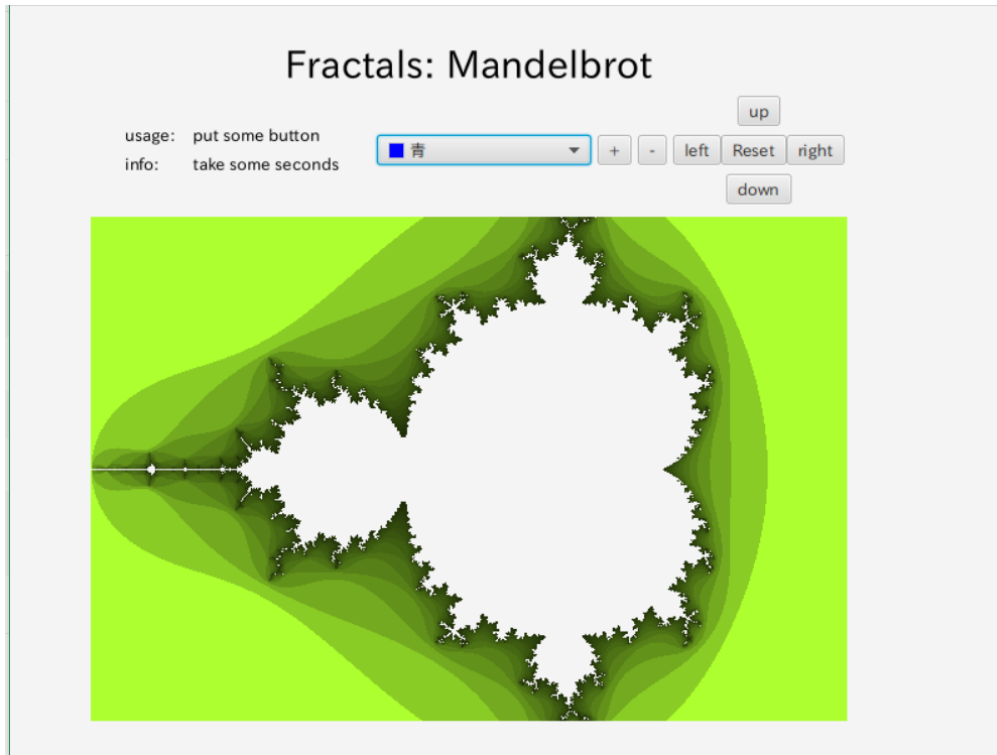 Fractals: Mandelbrot
up
usage: put some button
info: take some seconds
青
+ - left Reset right
down